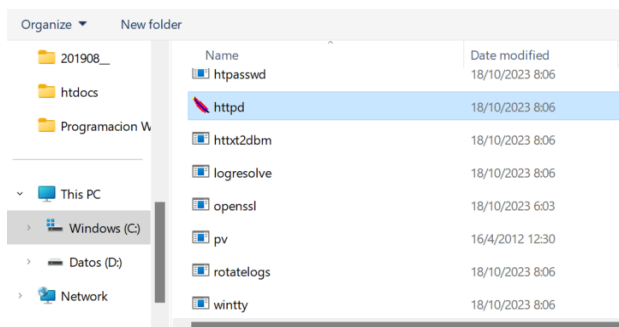 Organize New folder
201908__
htdocs
Programacion W
This PC
Windows (C:)
Datos (D:)
Network
Name Date modified
htpasswd 18/10/2023 8:06
httpd 18/10/2023 8:06
httxt2dbm 18/10/2023 8:06
logresolve 18/10/2023 8:06
openssl 18/10/2023 6:03
pv 16/4/2012 12:30
rotatelogs 18/10/2023 8:06
wintty 18/10/2023 8:06